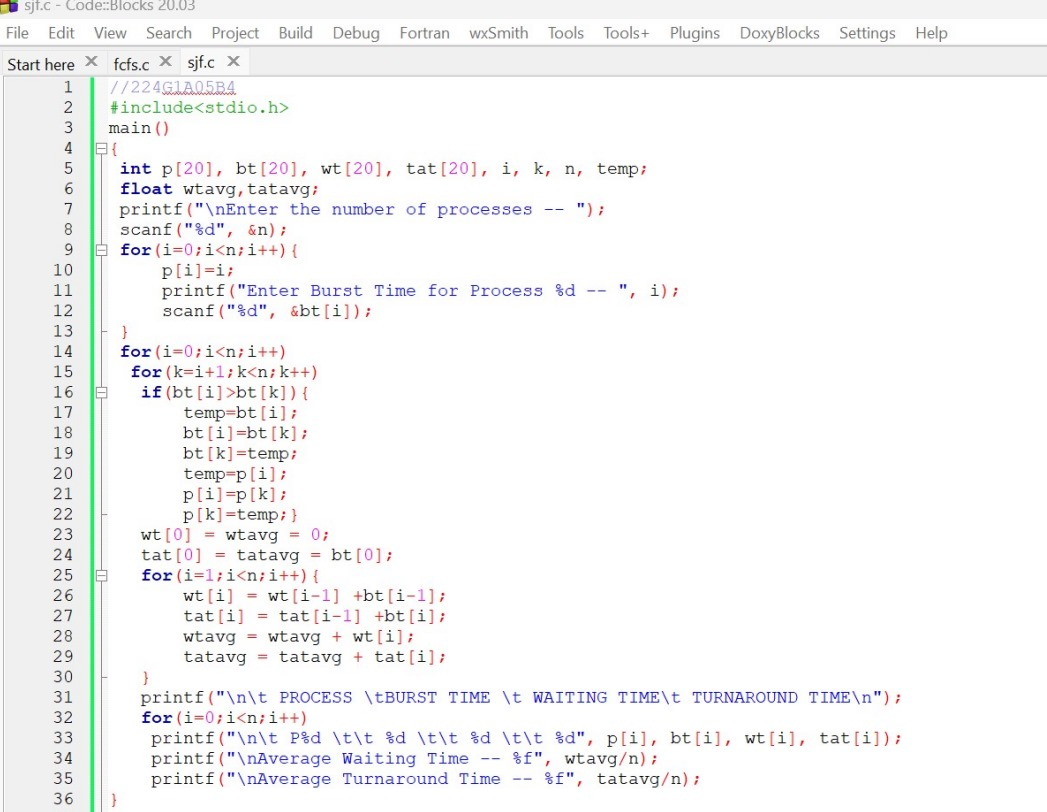 sjf.c - Code::Blocks 20.03
File Edit View Search Project Build Debug Fortran wxSmith Tools Tools+ Plugins DoxyBlocks Settings Help
Start here × fcfs.c × sjf.c ×
1 //224G1A05B4
2 #include<stdio.h>
3 main()
4 {
5 int p[20], bt[20], wt[20], tat[20], i, k, n, temp;
6 float wtavg,tatavg;
7 printf("\nEnter the number of processes -- ");
8 scanf("%d", &n);
9 for(i=0;i<n;i++){
10 p[i]=i;
11 printf("Enter Burst Time for Process %d -- ", i);
12 scanf("%d", &bt[i]);
13 }
14 for(i=0;i<n;i++)
15 for(k=i+1;k<n;k++)
16 if(bt[i]>bt[k]){
17 temp=bt[i];
18 bt[i]=bt[k];
19 bt[k]=temp;
20 temp=p[i];
21 p[i]=p[k];
22 p[k]=temp;}
23 wt[0] = wtavg = 0;
24 tat[0] = tatavg = bt[0];
25 for(i=1;i<n;i++){
26 wt[i] = wt[i-1] +bt[i-1];
27 tat[i] = tat[i-1] +bt[i];
28 wtavg = wtavg + wt[i];
29 tatavg = tatavg + tat[i];
30 }
31 printf("\n\t PROCESS \tBURST TIME \t WAITING TIME\t TURNAROUND TIME\n");
32 for(i=0;i<n;i++)
33 printf("\n\t P%d \t\t %d \t\t %d \t\t %d", p[i], bt[i], wt[i], tat[i]);
34 printf("\nAverage Waiting Time -- %f", wtavg/n);
35 printf("\nAverage Turnaround Time -- %f", tatavg/n);
36 }